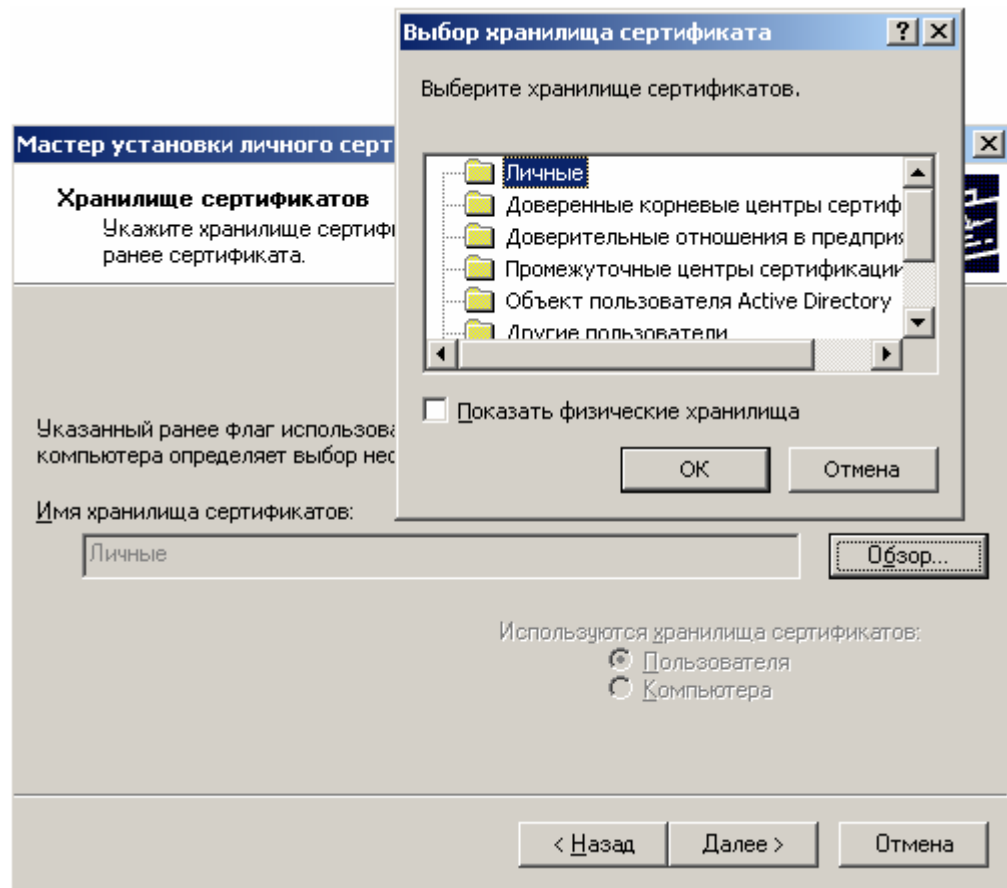 Выбор хранилища сертификата
Выберите хранилище сертификатов.
Личные
Доверенные корневые центры сертиф
Доверительные отношения в предприя
Промежуточные центры сертификации
Объект пользователя Active Directory
Другие пользователи
Показать физические хранилища
ОК Отмена
Мастер установки личного серт
Хранилище сертификатов
Укажите хранилище сертифи
ранее сертификата.
Указанный ранее флаг использова
компьютера определяет выбор нес
Имя хранилища сертификатов:
Личные Обзор...
Используются хранилища сертификатов:
Пользователя
Компьютера
< Назад Далее > Отмена